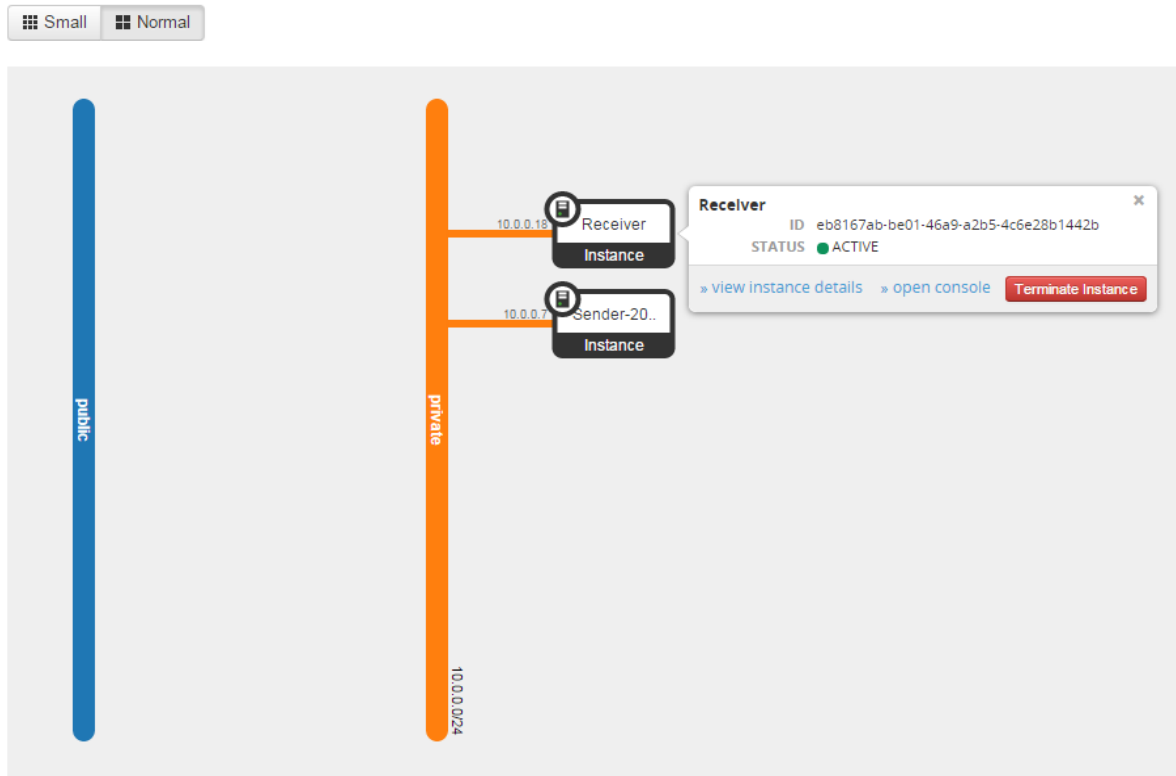 Small Normal
10.0.0.18 Receiver
Instance
Receiver ×
ID eb8167ab-be01-46a9-a2b5-4c6e28b1442b
STATUS ACTIVE
» view instance details » open console Terminate Instance
10.0.0.7 Sender-20..
Instance
public
private
10.0.0.0/24